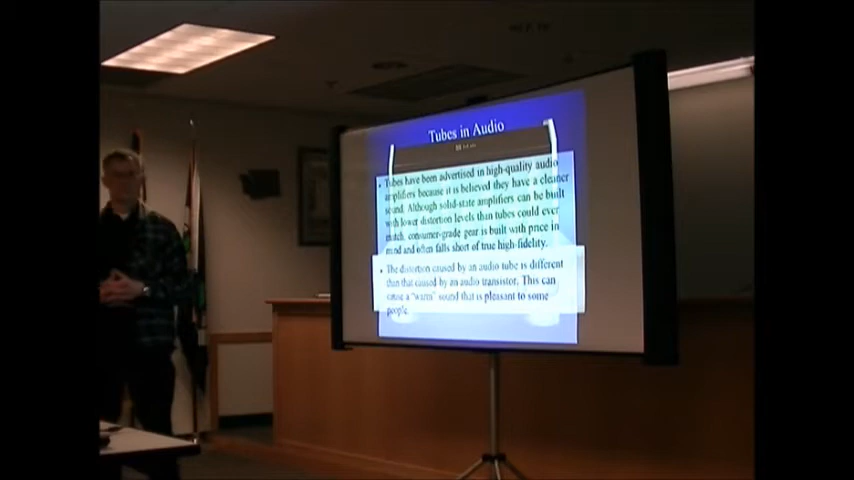 Tubes in Audio
• Tubes have been advertised in high-quality audio
amplifiers because it is believed they have a cleaner
sound. Although solid-state amplifiers can be built
with lower distortion levels than tubes could ever
match, consumer-grade gear is built with price in
mind and often falls short of true high-fidelity.
• The distortion caused by an audio tube is different
than that caused by an audio transistor. This can
cause a "warm" sound that is pleasant to some
people.